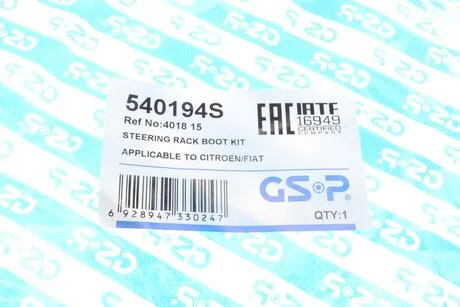 540194S
Ref No:4018 15
STEERING RACK BOOT KIT
APPLICABLE TO CITROEN/FIAT
6 928947 330247
EAC
IATF
16949
CERTIFIED
COMPANY
GSP
QTY:1